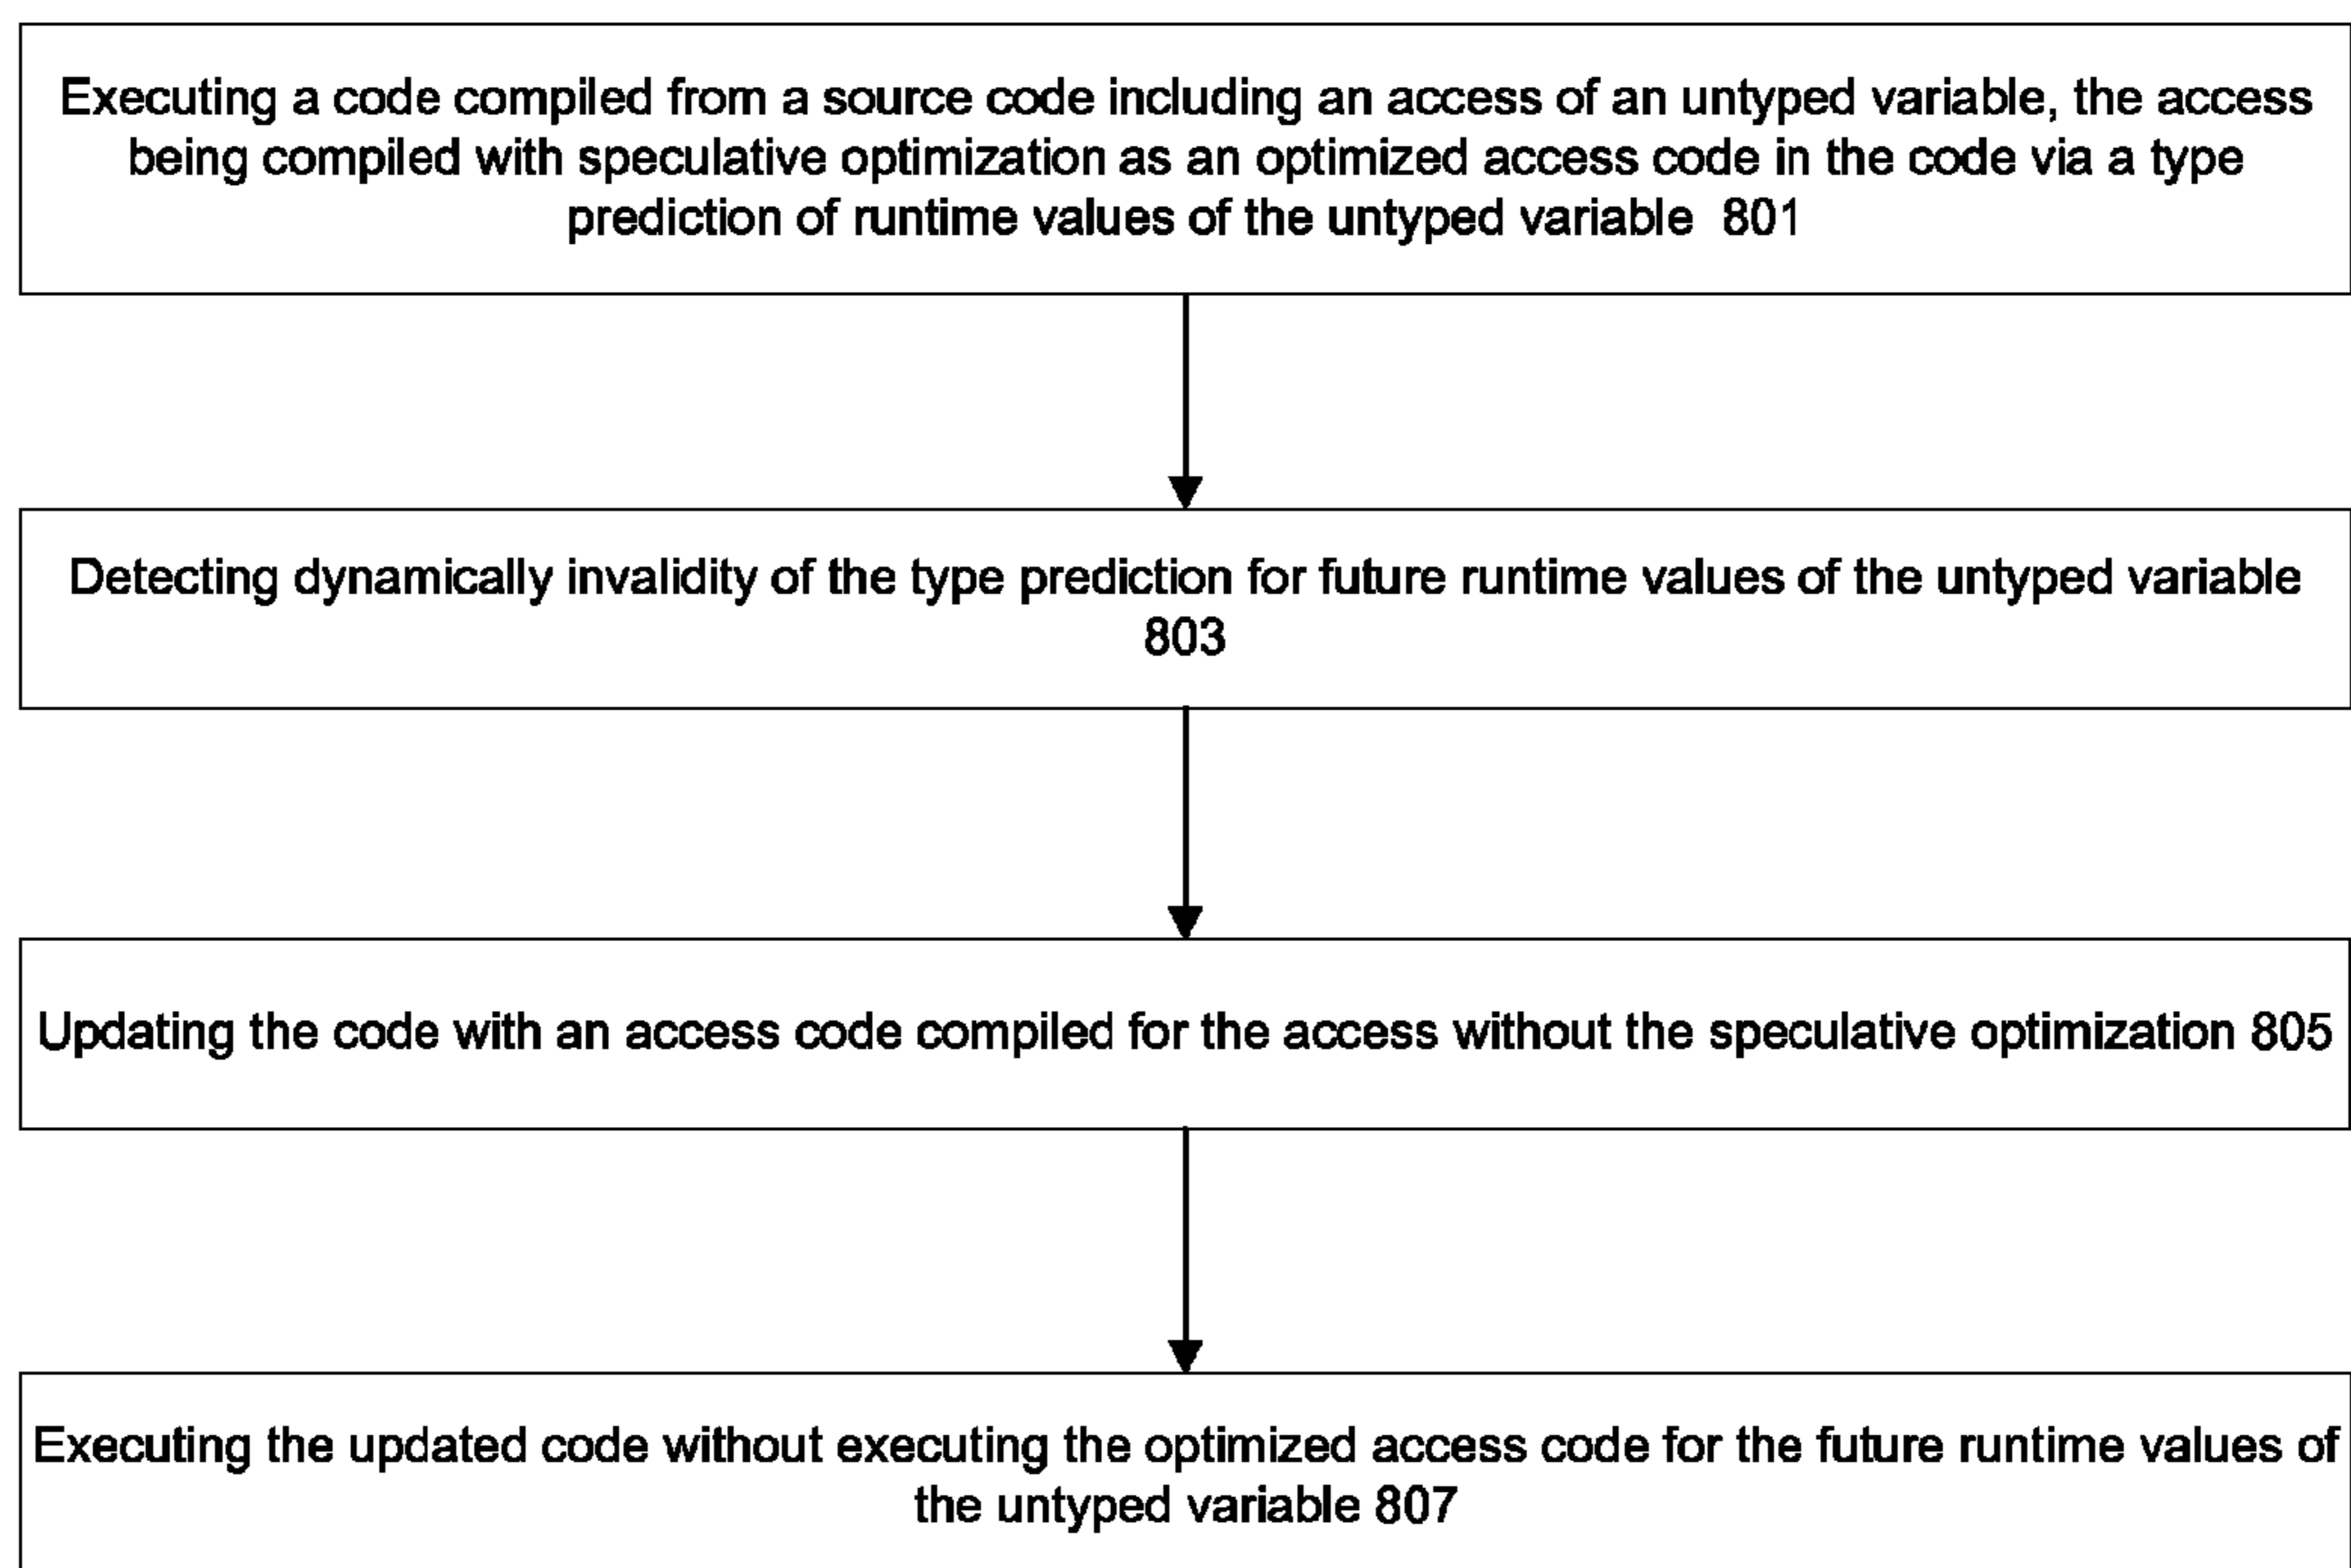 Executing a code compiled from a source code including an access of an untyped variable, the access
being compiled with speculative optimization as an optimized access code in the code via a type
prediction of runtime values of the untyped variable 801
Detecting dynamically invalidity of the type prediction for future runtime values of the untyped variable
803
Updating the code with an access code compiled for the access without the speculative optimization 805
Executing the updated code without executing the optimized access code for the future runtime values of
the untyped variable 807